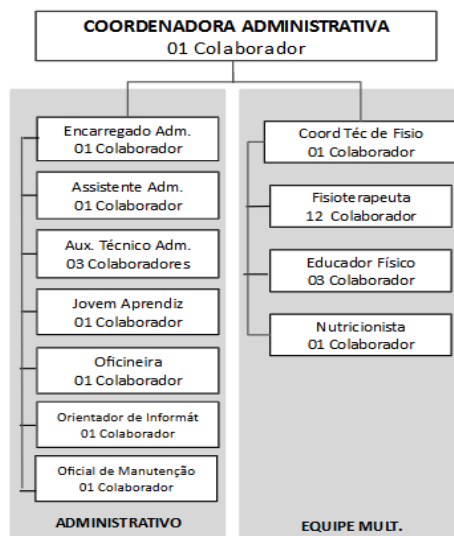 COORDENADORA ADMINISTRATIVA
01 Colaborador
Encarregado Adm.
01 Colaborador
Assistente Adm.
01 Colaborador
Aux. Técnico Adm.
03 Colaboradores
Jovem Aprendiz
01 Colaborador
Oficineira
01 Colaborador
Orientador de Informát
01 Colaborador
Oficial de Manutenção
01 Colaborador
ADMINISTRATIVO
Coord Téc de Fisio
01 Colaborador
Fisioterapeuta
12 Colaborador
Educador Físico
03 Colaborador
Nutricionista
01 Colaborador
EQUIPE MULT.